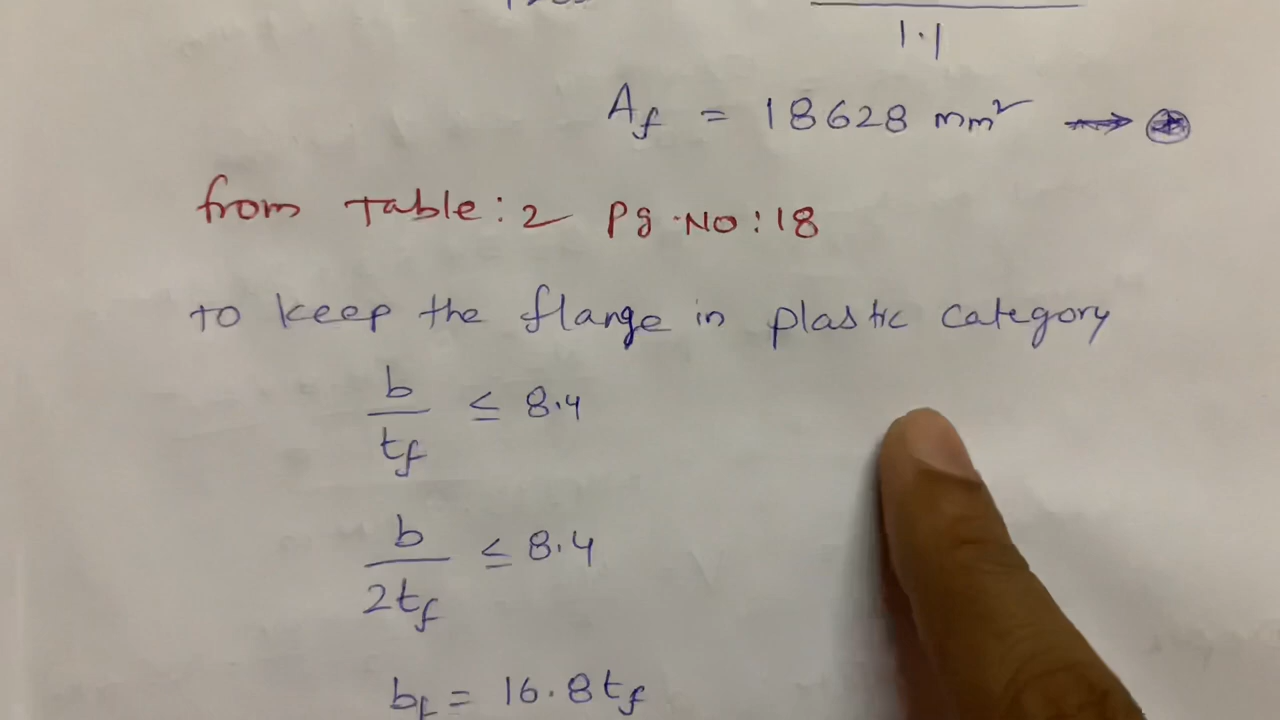 1.1
Af = 18628 mm² →
from Table: 2 Pg.No: 18
to keep the flange in plastic category
b
tf
≤ 8.4
b
2tf
≤ 8.4
bf = 16.8tf